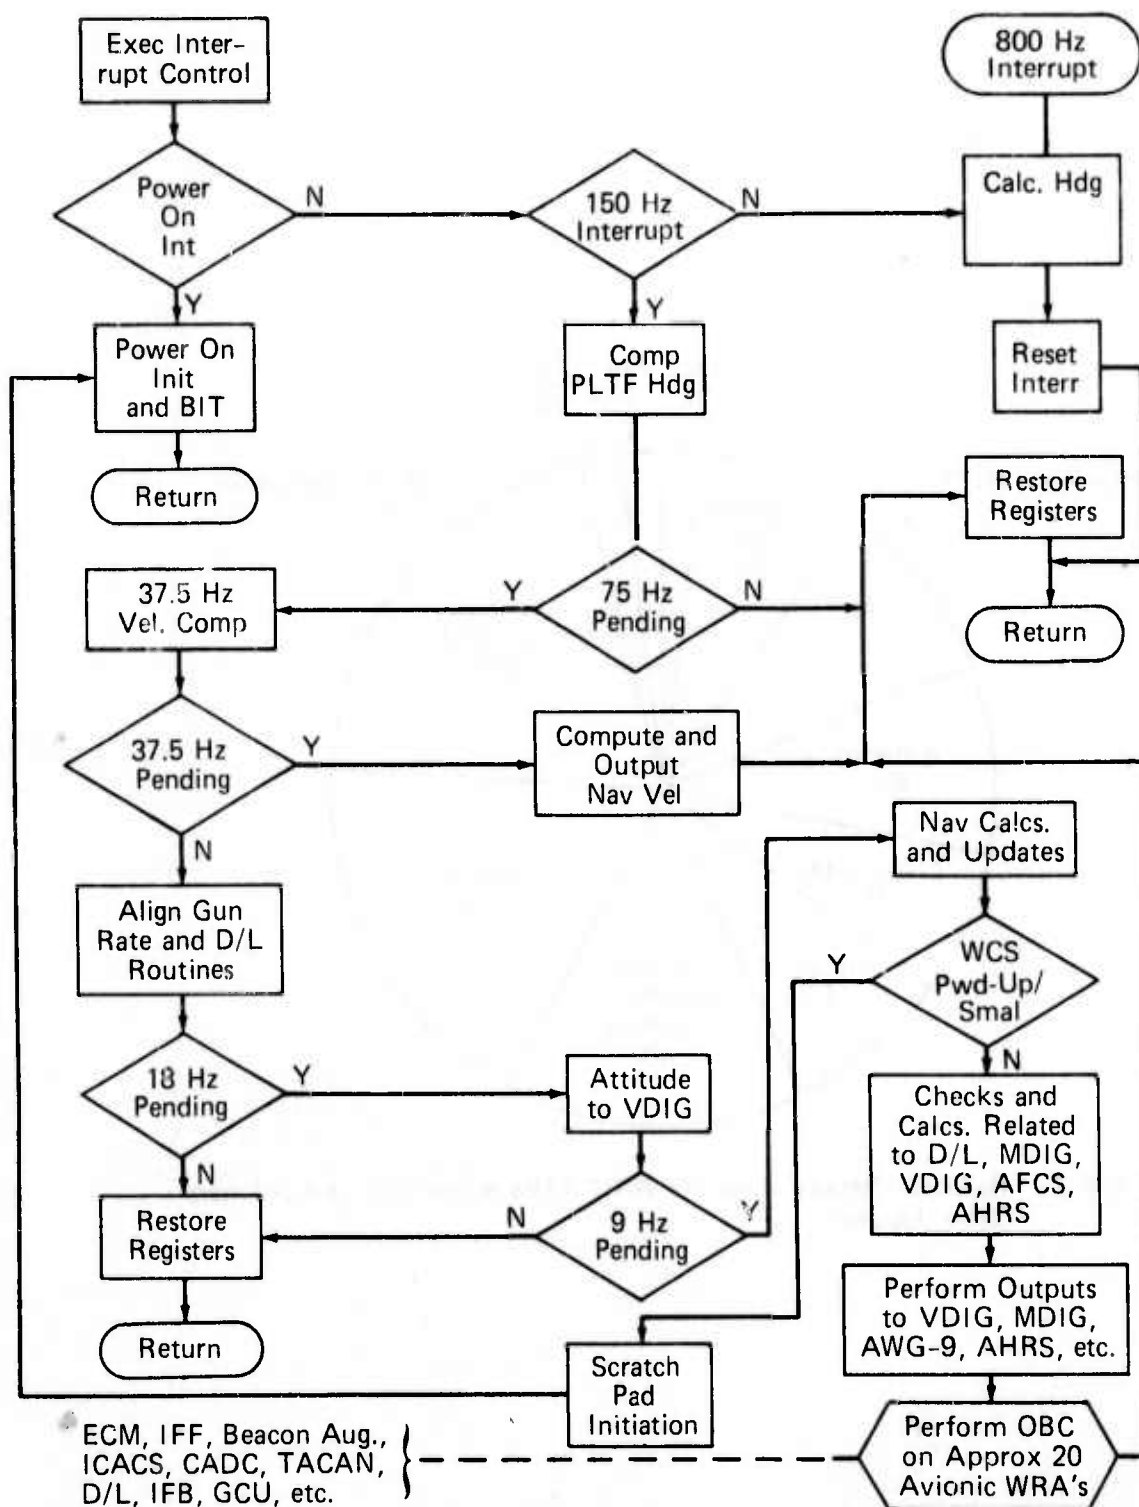 Exec Inter-
rupt Control
800 Hz
Interrupt
Power
On
Int
N
150 Hz
Interrupt
N
Calc. Hdg
Y
Y
Power On
Init
and BIT
Comp
PLTF Hdg
Reset
Interr
Return
Restore
Registers
37.5 Hz
Vel. Comp
Y
75 Hz
Pending
N
Return
37.5 Hz
Pending
Y
Compute and
Output
Nav Vel
N
Nav Calcs.
and Updates
Align Gun
Rate and D/L
Routines
Y
WCS
Pwd-Up/
Smal
N
18 Hz
Pending
Y
Attitude
to VDIG
Checks and
Calcs. Related
to D/L, MDIG,
VDIG, AFCS,
AHRS
N
Restore
Registers
N
9 Hz
Pending
Y
Return
Perform Outputs
to VDIG, MDIG,
AWG-9, AHRS, etc.
Scratch
Pad
Initiation
ECM, IFF, Beacon Aug.,
ICACS, CADC, TACAN,
D/L, IFB, GCU, etc.
Perform OBC
on Approx 20
Avionic WRA's